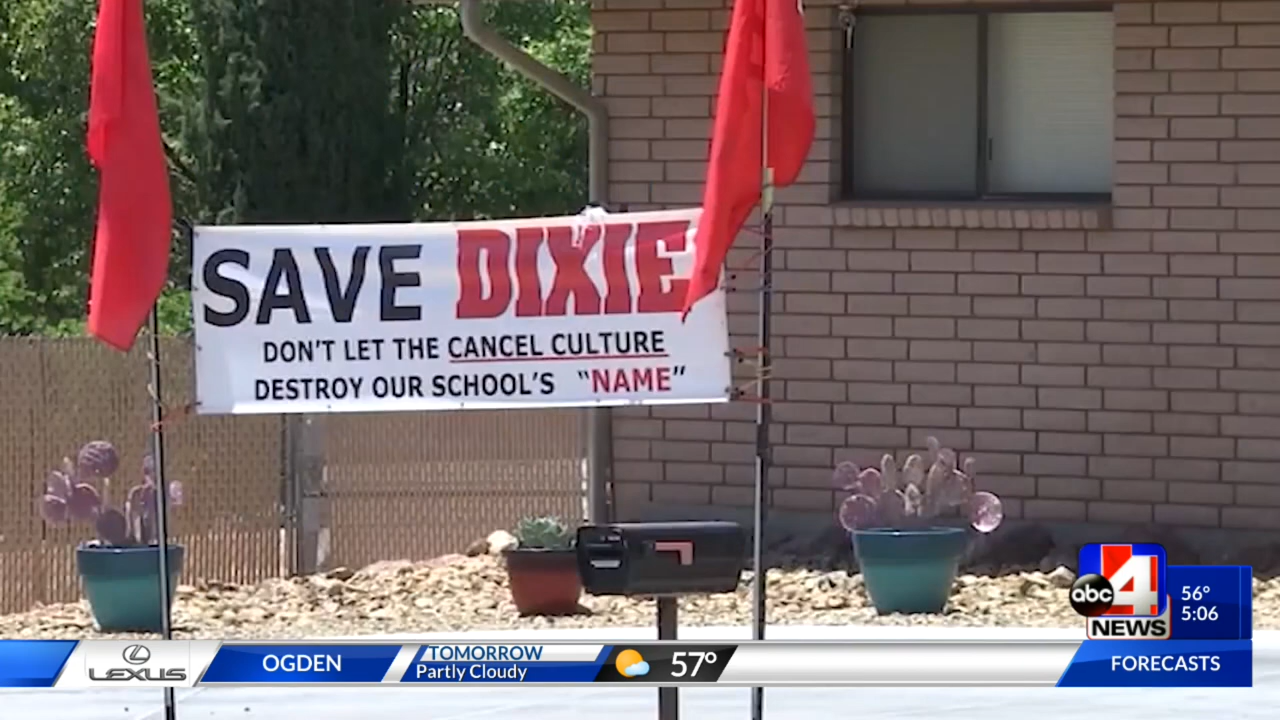 SAVE DIXIE
DON'T LET THE CANCEL CULTURE
DESTROY OUR SCHOOL'S "NAME"
abc 4
NEWS
56°
5:06
LEXUS
OGDEN
TOMORROW
Partly Cloudy
57°
FORECASTS